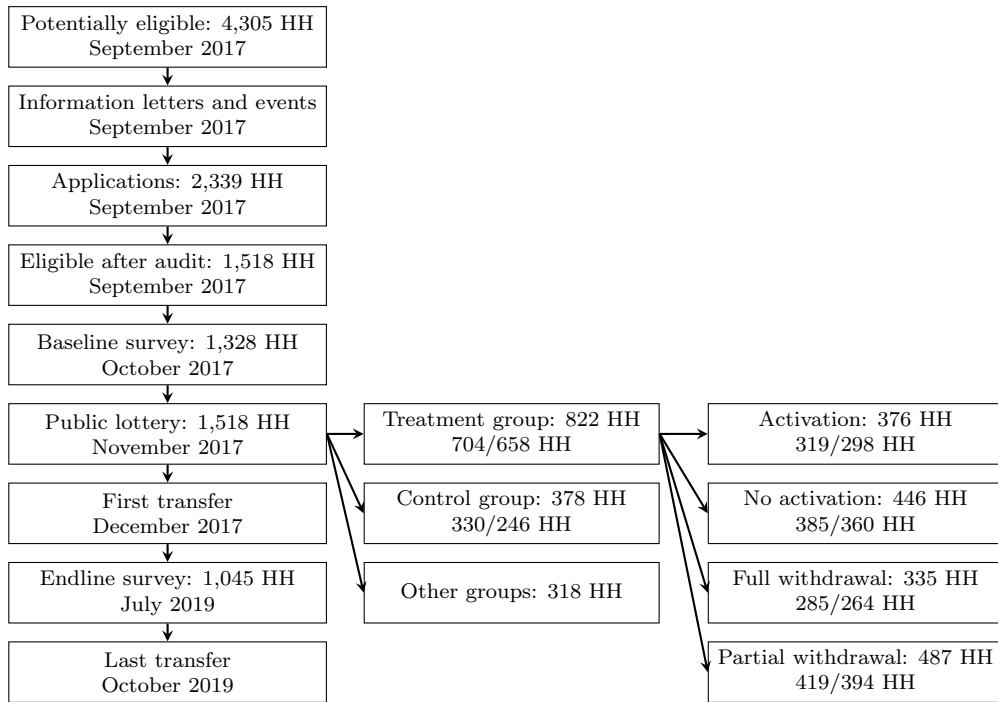 Potentially eligible: 4,305 HH
September 2017
Information letters and events
September 2017
Applications: 2,339 HH
September 2017
Eligible after audit: 1,518 HH
September 2017
Baseline survey: 1,328 HH
October 2017
Public lottery: 1,518 HH
November 2017
First transfer
December 2017
Endline survey: 1,045 HH
July 2019
Last transfer
October 2019
Treatment group: 822 HH
704/658 HH
Control group: 378 HH
330/246 HH
Other groups: 318 HH
Activation: 376 HH
319/298 HH
No activation: 446 HH
385/360 HH
Full withdrawal: 335 HH
285/264 HH
Partial withdrawal: 487 HH
419/394 HH